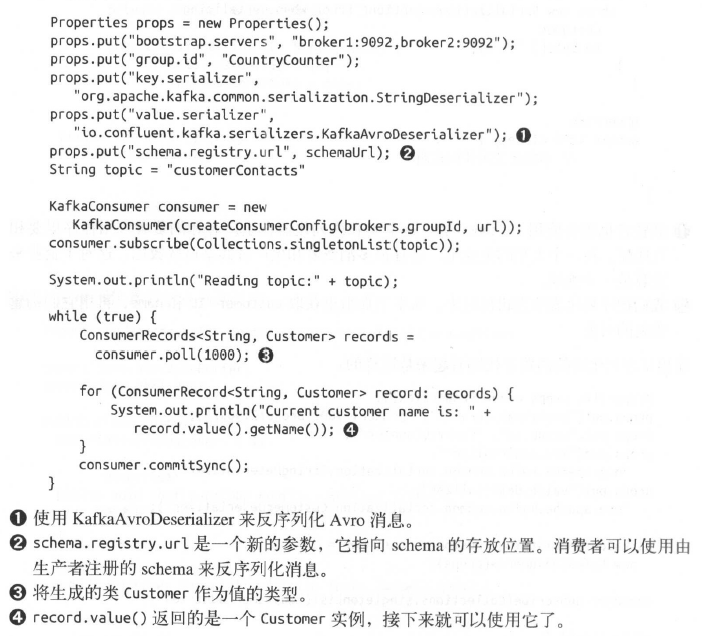 Properties props = new Properties();
props.put("bootstrap.servers", "broker1:9092,broker2:9092");
props.put("group.id", "CountryCounter");
props.put("key.serializer",
"org.apache.kafka.common.serialization.StringDeserializer");
props.put("value.serializer",
"io.confluent.kafka.serializers.KafkaAvroDeserializer"); ❶
props.put("schema.registry.url", schemaUrl); ❷
String topic = "customerContacts"
KafkaConsumer consumer = new
KafkaConsumer(createConsumerConfig(brokers,groupId, url));
consumer.subscribe(Collections.singletonList(topic));
System.out.println("Reading topic:" + topic);
while (true) {
ConsumerRecords<String, Customer> records =
consumer.poll(1000); ❸
for (ConsumerRecord<String, Customer> record: records) {
System.out.println("Current customer name is: " +
record.value().getName()); ❹
}
consumer.commitSync();
}
❶ 使用 KafkaAvroDeserializer 来反序列化 Avro 消息。
❷ schema.registry.url 是一个新的参数，它指向 schema 的存放位置。消费者可以使用由
生产者注册的 schema 来反序列化消息。
❸ 将生成的类 Customer 作为值的类型。
❹ record.value() 返回的是一个 Customer 实例，接下来就可以使用它了。